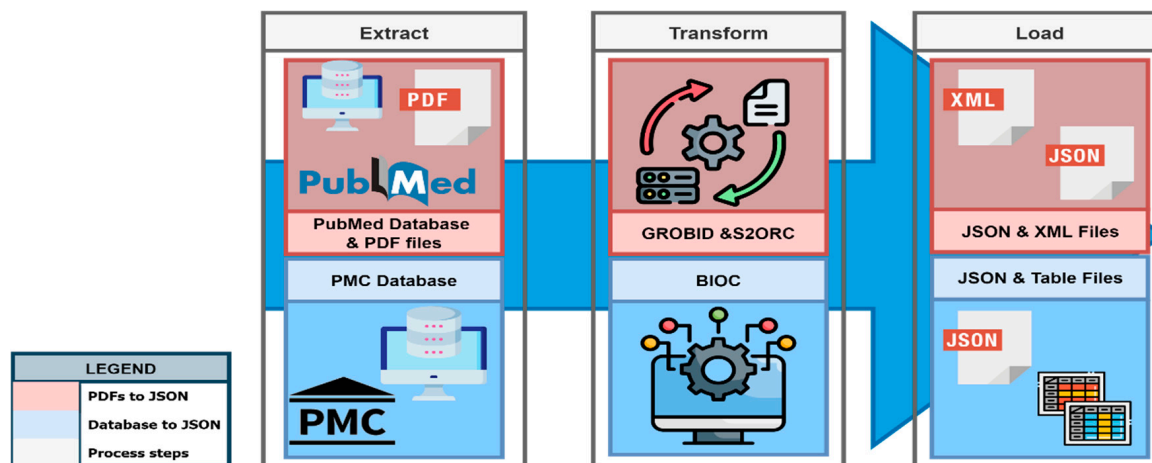 Extract
Transform
Load
PDF
PubMed
PubMed Database
& PDF files
GROBID &S2ORC
XML
JSON
JSON & XML Files
PMC Database
PMC
BIOC
JSON & Table Files
JSON
LEGEND
PDFs to JSON
Database to JSON
Process steps